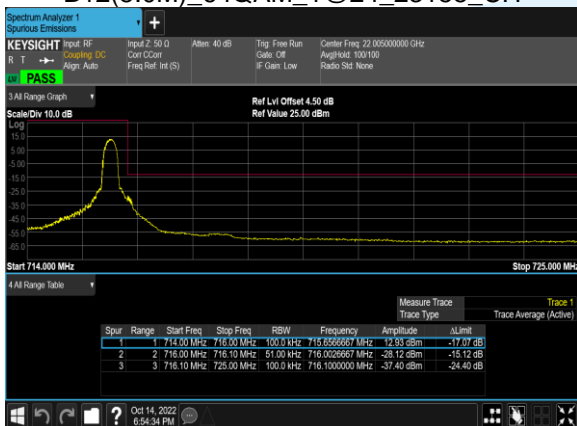 Spectrum Analyzer 1
Spurious Emissions
KEYSIGHT Input: RF Input Z: 50 Ω Atten: 40 dB Trig: Free Run Center Freq: 22.005000000 GHz
R T Coupling: DC Corr CCorr Gate: Off Avg|Hold: 100/100
Align: Auto Freq Ref: Int (S) IF Gain: Low Radio Std: None
PASS
3 All Range Graph
Ref Lvl Offset 4.50 dB
Scale/Div 10.0 dB Ref Value 25.00 dBm
Log
15.0
5.00
-5.00
-15.0
-25.0
-35.0
-45.0
-55.0
-65.0
Start 714.000 MHz Stop 725.000 MHz
4 All Range Table
Measure Trace Trace 1
Trace Type Trace Average (Active)
Spur Range Start Freq Stop Freq RBW Frequency Amplitude ΔLimit
1 1 714.00 MHz 716.00 MHz 100.0 kHz 715.6566667 MHz 12.93 dBm -17.07 dB
2 2 716.00 MHz 716.10 MHz 51.00 kHz 716.0026667 MHz -28.12 dBm -15.12 dB
3 3 716.10 MHz 725.00 MHz 100.0 kHz 716.1000000 MHz -37.40 dBm -24.40 dB
Oct 14, 2022
6:54:34 PM